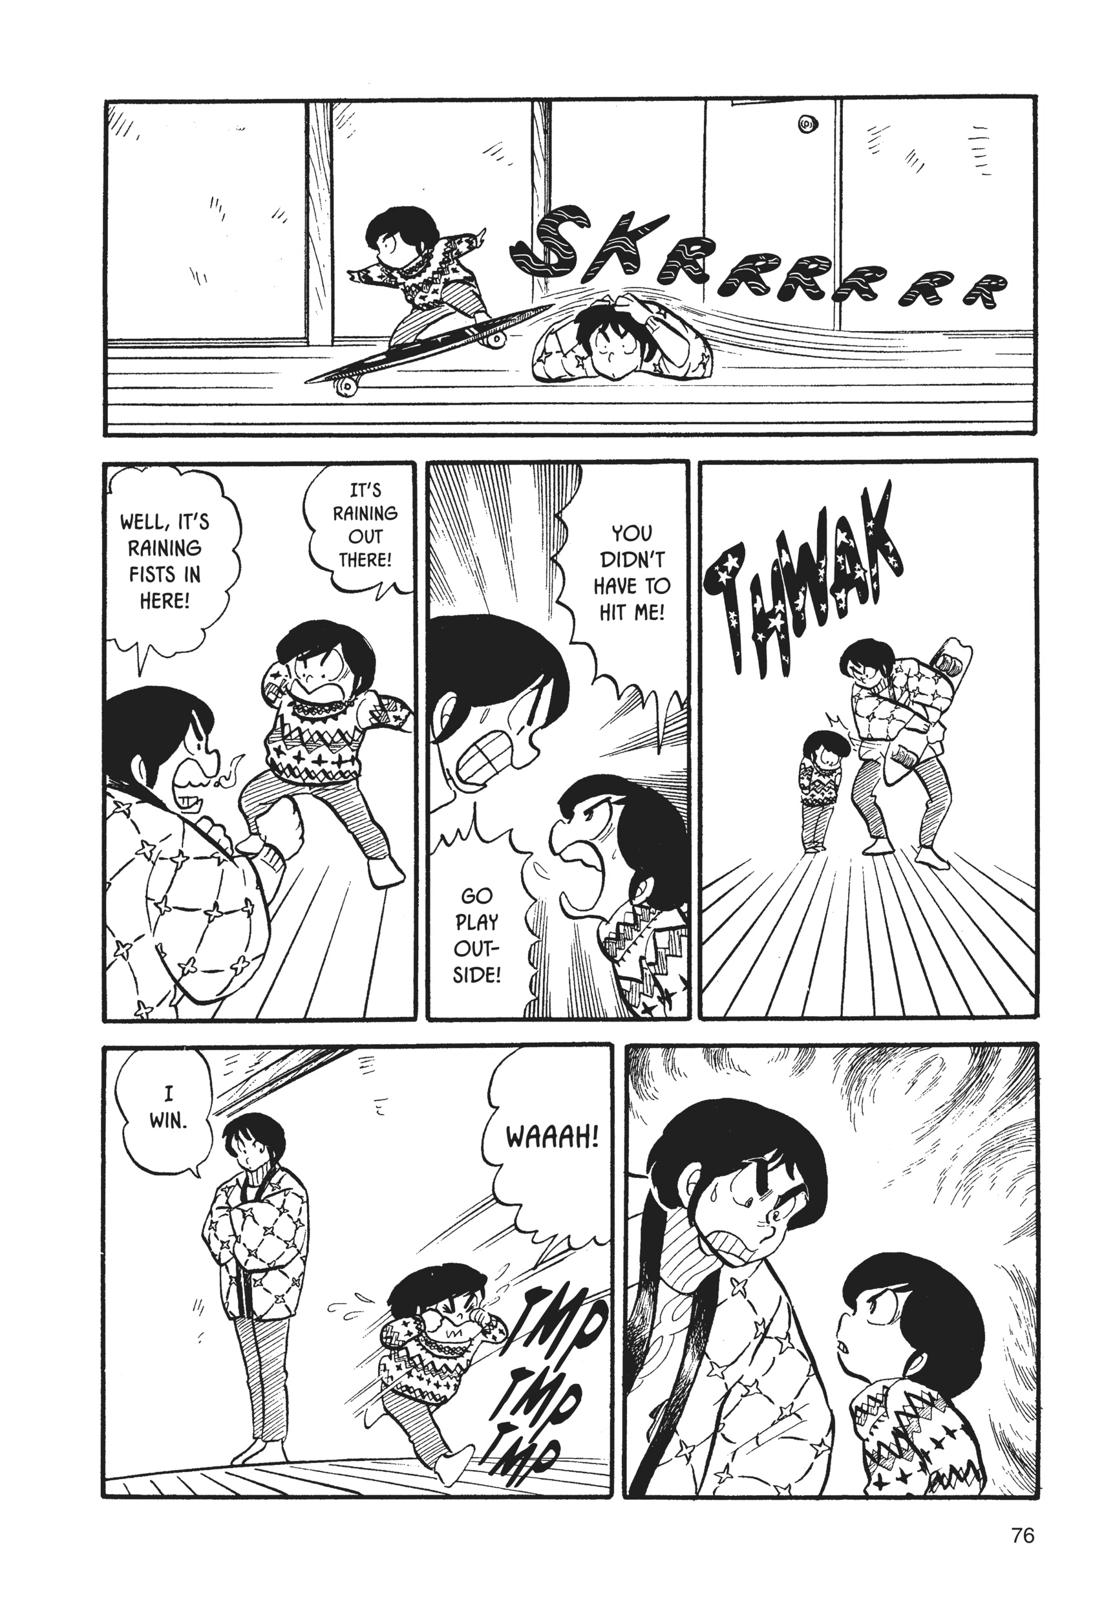 SKRRRRRRRR
THWAK
YOU
DIDN'T
HAVE TO
HIT ME!
GO
PLAY
OUT-
SIDE!
IT'S
RAINING
OUT
THERE!
WELL, IT'S
RAINING
FISTS IN
HERE!
WAAAH!
TMP
TMP
TMP
I
WIN.
76